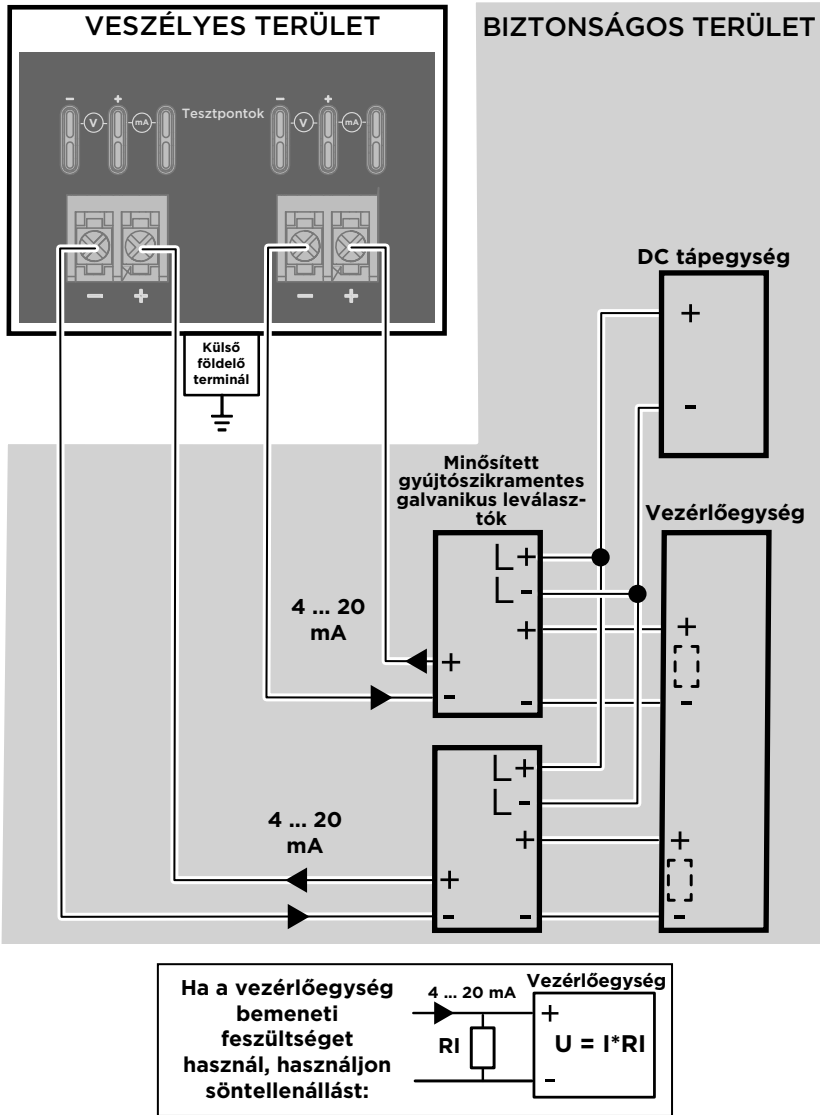 VESZÉLYES TERÜLET
BIZTONSÁGOS TERÜLET
- + - +
V mA Tesztpontok V mA
- + - +
Külső
földelő
terminál
DC tápegység
+
-
Minősített
gyújtószikramentes
galvanikus leválasz-
tók
Vezérlőegység
L +
L -
4 ... 20
mA
+ +
+
- - -
L +
L -
4 ... 20
mA
+ +
+
- - -
Ha a vezérlőegység
bemeneti
feszültséget
használ, használjon
söntellenállást:
4 ... 20 mA
Vezérlőegység
+
RI
U = I*RI
-